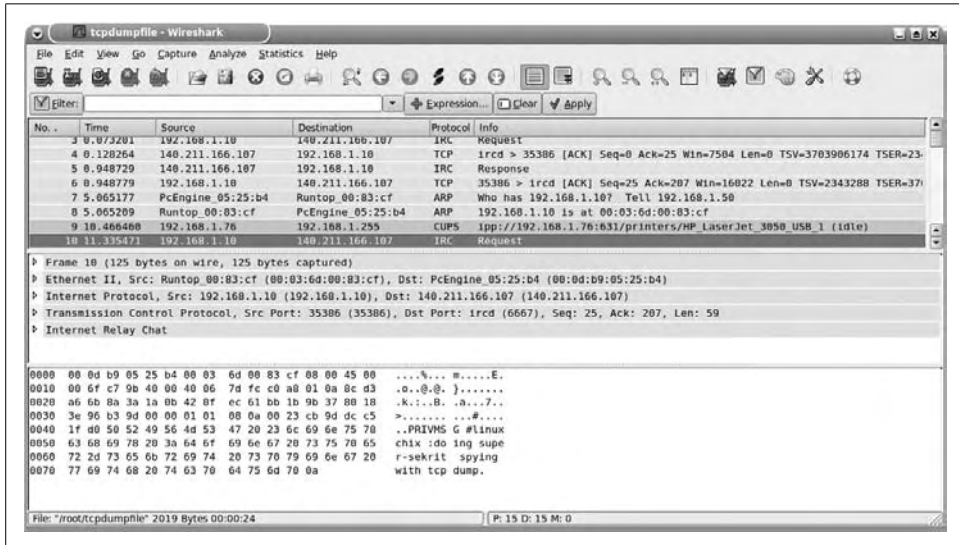 tcpdumpfile - Wireshark
File Edit View Go Capture Analyze Statistics Help
Filter: Expression... Clear Apply
No. . Time Source Destination Protocol Info
3 0.073201 192.168.1.10 140.211.166.107 IRC Request
4 0.128264 140.211.166.107 192.168.1.10 TCP ircd > 35386 [ACK] Seq=0 Ack=25 Win=7504 Len=0 TSV=3703906174 TSER=23
5 0.948729 140.211.166.107 192.168.1.10 IRC Response
6 0.948779 192.168.1.10 140.211.166.107 TCP 35386 > ircd [ACK] Seq=25 Ack=207 Win=16022 Len=0 TSV=2343288 TSER=37
7 5.065177 PcEngine_05:25:b4 Runtop_00:83:cf ARP Who has 192.168.1.10? Tell 192.168.1.50
8 5.065209 Runtop_00:83:cf PcEngine_05:25:b4 ARP 192.168.1.10 is at 00:03:6d:00:83:cf
9 10.466460 192.168.1.76 192.168.1.255 CUPS ipp://192.168.1.76:631/printers/HP_LaserJet_3050_USB_1 (idle)
10 11.335471 192.168.1.10 140.211.166.107 IRC Request
Frame 10 (125 bytes on wire, 125 bytes captured)
Ethernet II, Src: Runtop_00:83:cf (00:03:6d:00:83:cf), Dst: PcEngine_05:25:b4 (00:0d:b9:05:25:b4)
Internet Protocol, Src: 192.168.1.10 (192.168.1.10), Dst: 140.211.166.107 (140.211.166.107)
Transmission Control Protocol, Src Port: 35386 (35386), Dst Port: ircd (6667), Seq: 25, Ack: 207, Len: 59
Internet Relay Chat
0000 00 0d b9 05 25 b4 00 03 6d 00 83 cf 08 00 45 00 ....%... m.....E.
0010 00 6f c7 9b 40 00 40 06 7d fc c0 a8 01 0a 8c d3 .o..@.@. }.......
0020 a6 6b 8a 3a 1a 0b 42 8f ec 61 bb 1b 9b 37 80 18 .k.:..B. .a...7..
0030 3e 96 b3 9d 00 00 01 01 08 0a 00 23 cb 9d dc c5 >....... ...#....
0040 1f d0 50 52 49 56 4d 53 47 20 23 6c 69 6e 75 78 ..PRIVMS G #linux
0050 63 68 69 78 20 3a 64 6f 69 6e 67 20 73 75 70 65 chix :do ing supe
0060 72 2d 73 65 6b 72 69 74 20 73 70 79 69 6e 67 20 r-sekrit spying
0070 77 69 74 68 20 74 63 70 64 75 6d 70 0a with tcp dump.
File: "/root/tcpdumpfile" 2019 Bytes 00:00:24 P: 15 D: 15 M: 0